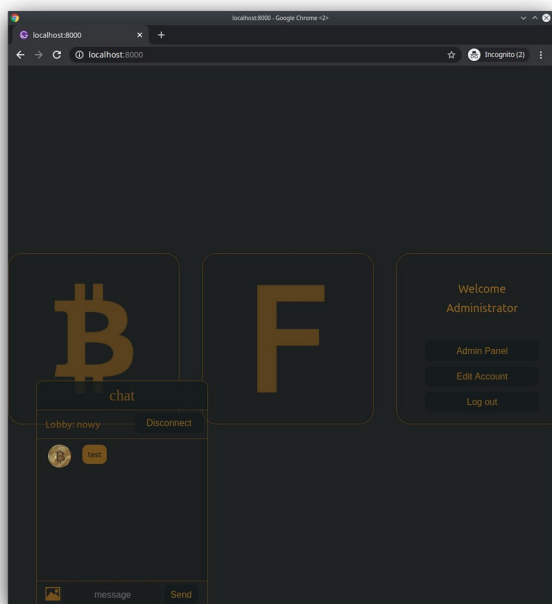 localhost:8000 - Google Chrome <2>
localhost:8000
localhost:8000
Incognito (2)
F
Welcome
Administrator
Admin Panel
Edit Account
Log out
chat
Lobby: nowy
Disconnect
test
message
Send